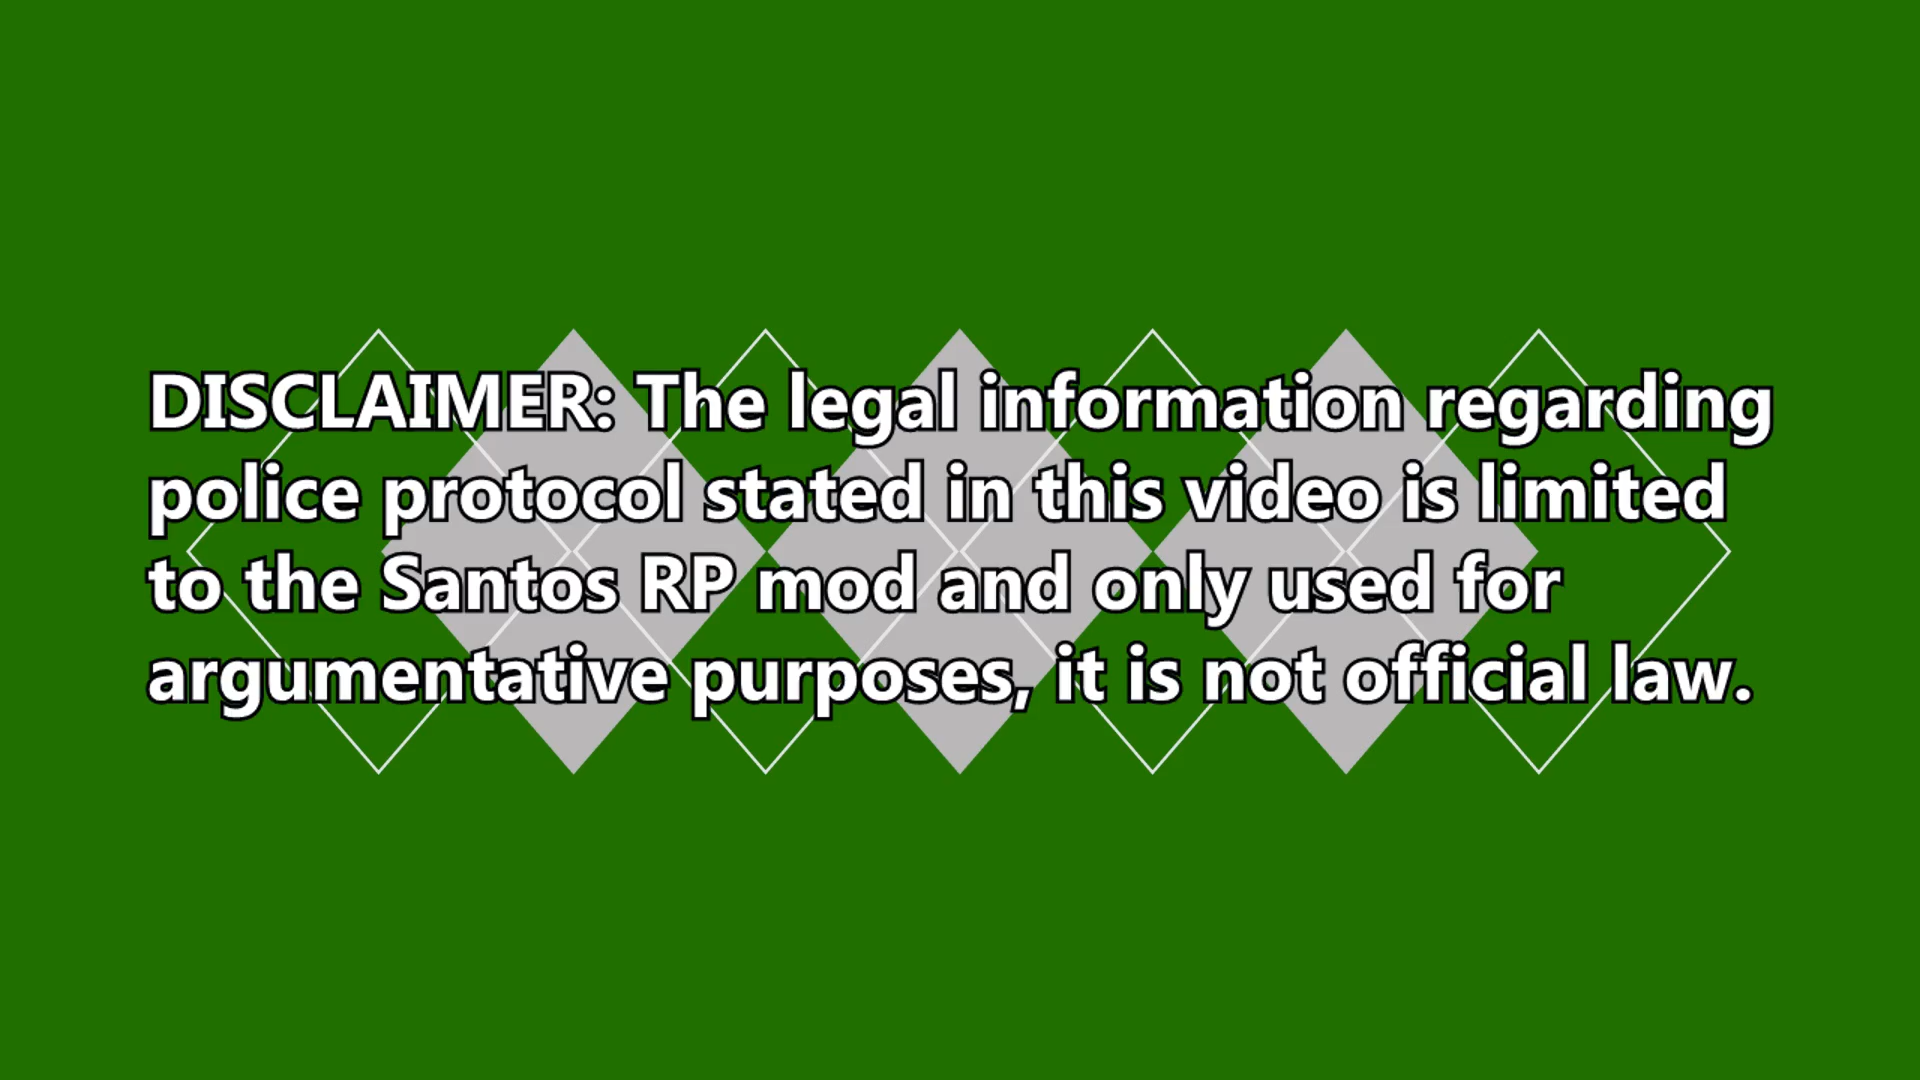 DISCLAIMER: The legal information regarding
police protocol stated in this video is limited
to the Santos RP mod and only used for
argumentative purposes, it is not official law.